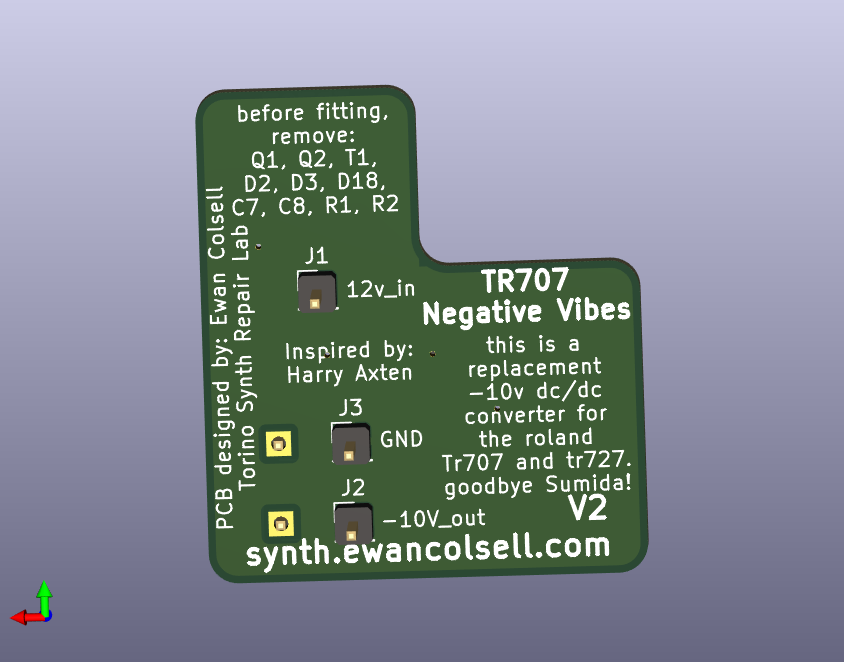 before fitting,
remove:
Q1, Q2, T1,
D2, D3, D18,
C7, C8, R1, R2
PCB designed by: Ewan Colsell
Torino Synth Repair Lab
J1
12v_in
TR707
Negative Vibes
Inspired by:
Harry Axten
this is a
replacement
-10v dc/dc
converter for
the roland
Tr707 and tr727.
goodbye Sumida!
J3
GND
J2
-10V_out
V2
synth.ewancolsell.com